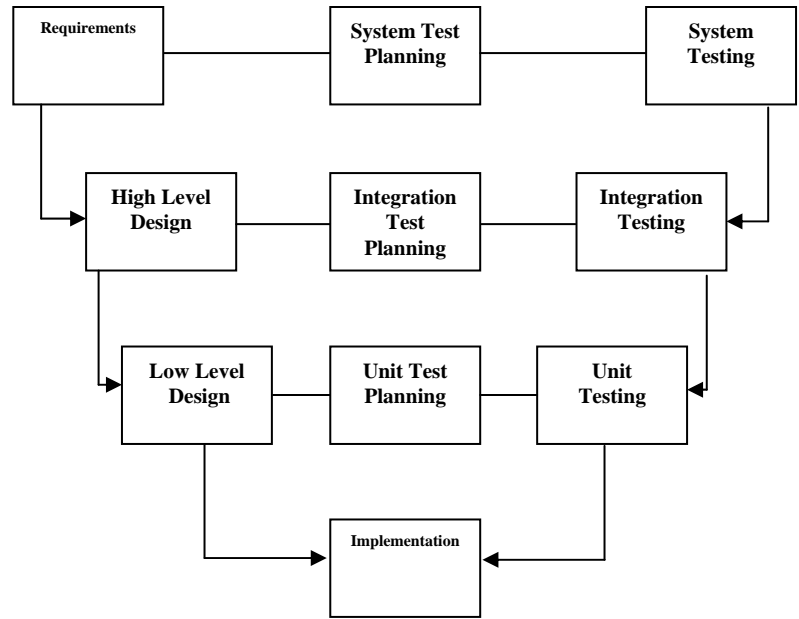 Requirements
System Test
Planning
System
Testing
High Level
Design
Integration
Test
Planning
Integration
Testing
Low Level
Design
Unit Test
Planning
Unit
Testing
Implementation